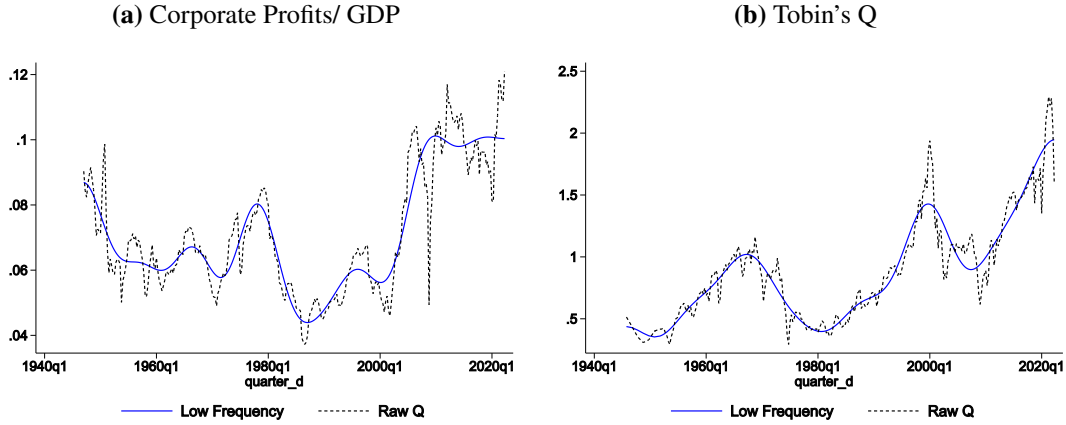 (a) Corporate Profits/ GDP
.12
.1
.08
.06
.04
1940q1 1960q1 1980q1 2000q1 2020q1
quarter_d
Low Frequency Raw Q
(b) Tobin's Q
2.5
2
1.5
1
.5
1940q1 1960q1 1980q1 2000q1 2020q1
quarter_d
Low Frequency Raw Q